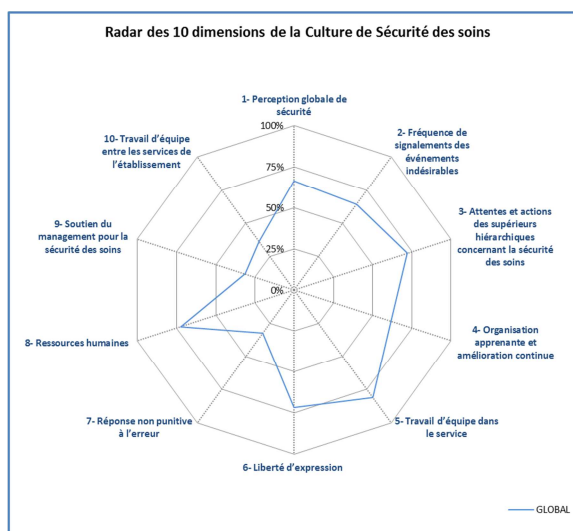 Radar des 10 dimensions de la Culture de Sécurité des soins
1- Perception globale de
sécurité
100%
75%
50%
25%
0%
2- Fréquence de
signalements des
événements
indésirables
3- Attentes et actions
des supérieurs
hiérarchiques
concernant la sécurité
des soins
4- Organisation
apprenante et
amélioration continue
5- Travail d'équipe dans
le service
6- Liberté d'expression
7- Réponse non punitive
à l'erreur
8- Ressources humaines
9- Soutien du
management pour la
sécurité des soins
10- Travail d'équipe
entre les services de
l'établissement
GLOBAL